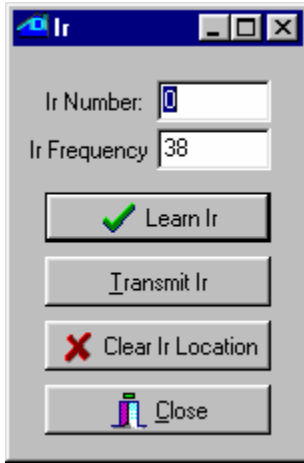 Ir
Ir Number: 0
Ir Frequency 38
Learn Ir
Transmit Ir
Clear Ir Location
Close